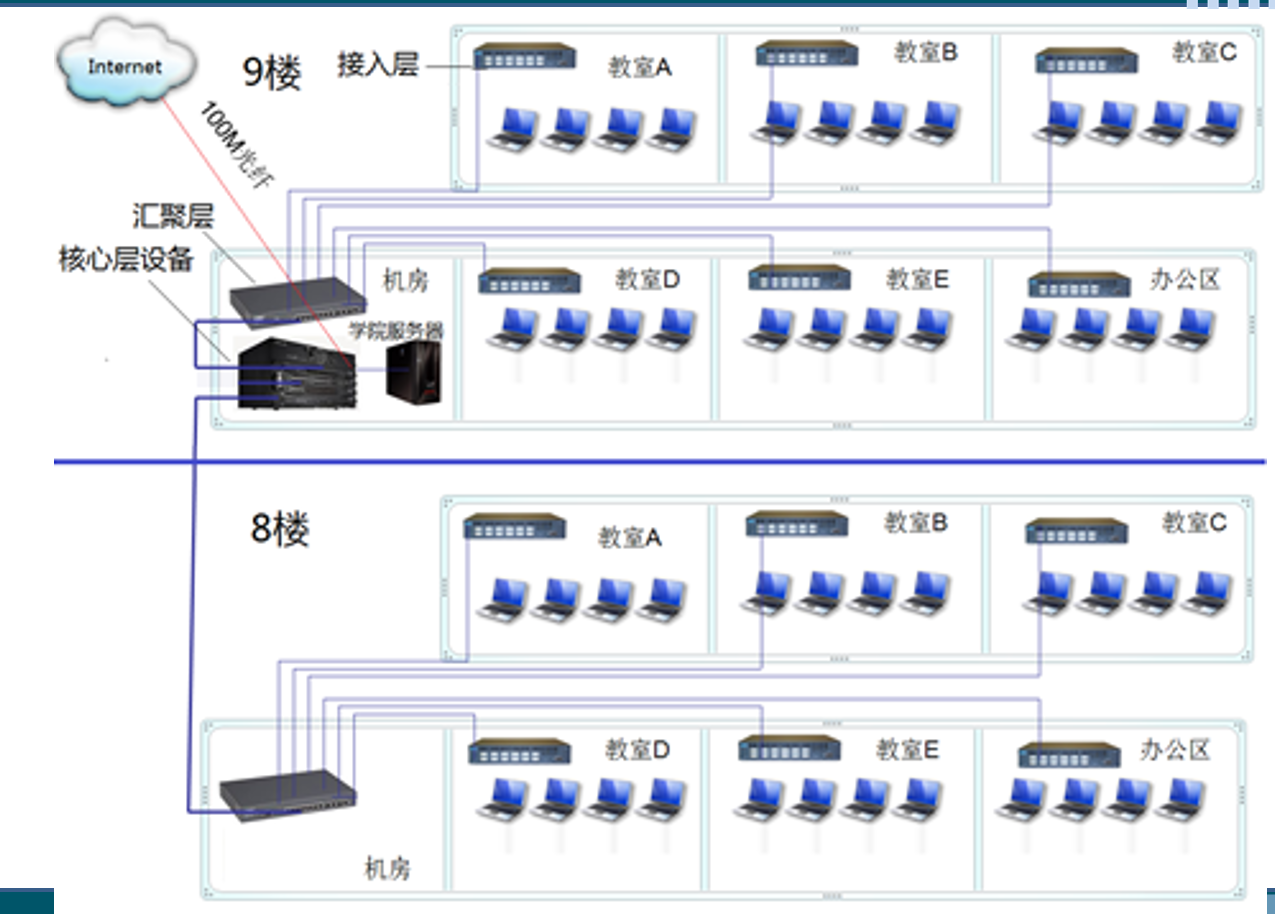 Internet
9楼
接入层
教室A
教室B
教室C
100M光纤
汇聚层
核心层设备
机房
学院服务器
教室D
教室E
办公区
8楼
教室A
教室B
教室C
教室D
教室E
办公区
机房